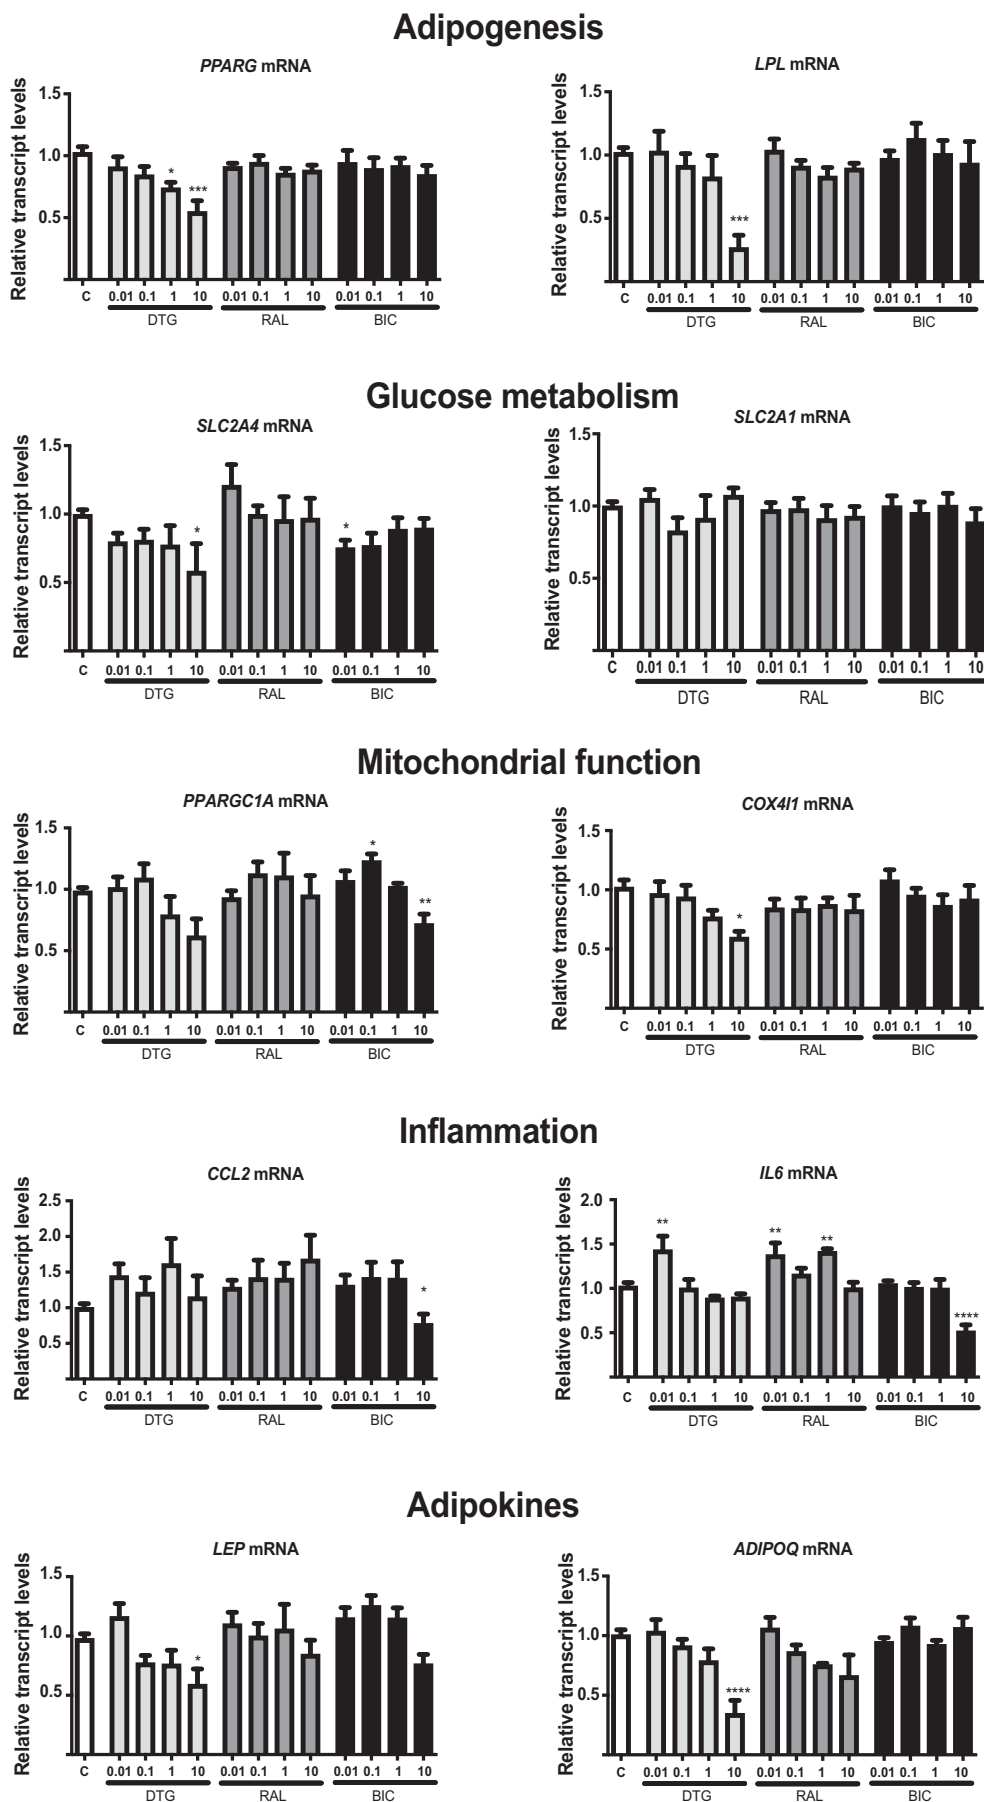 Adipogenesis
PPARG mRNA
Relative transcript levels
1.5
1.0
0.5
* ***
C 0.01 0.1 1 10 0.01 0.1 1 10 0.01 0.1 1 10
DTG RAL BIC
LPL mRNA
Relative transcript levels
1.5
1.0
0.5
***
C 0.01 0.1 1 10 0.01 0.1 1 10 0.01 0.1 1 10
DTG RAL BIC
Glucose metabolism
SLC2A4 mRNA
Relative transcript levels
1.5
1.0
0.5
* *
C 0.01 0.1 1 10 0.01 0.1 1 10 0.01 0.1 1 10
DTG RAL BIC
SLC2A1 mRNA
Relative transcript levels
1.5
1.0
0.5
C 0.01 0.1 1 10 0.01 0.1 1 10 0.01 0.1 1 10
DTG RAL BIC
Mitochondrial function
PPARGC1A mRNA
Relative transcript levels
1.5
1.0
0.5
* **
C 0.01 0.1 1 10 0.01 0.1 1 10 0.01 0.1 1 10
DTG RAL BIC
COX4I1 mRNA
Relative transcript levels
1.5
1.0
0.5
*
C 0.01 0.1 1 10 0.01 0.1 1 10 0.01 0.1 1 10
DTG RAL BIC
Inflammation
CCL2 mRNA
Relative transcript levels
2.5
2.0
1.5
1.0
0.5
*
C 0.01 0.1 1 10 0.01 0.1 1 10 0.01 0.1 1 10
DTG RAL BIC
IL6 mRNA
Relative transcript levels
2.0
1.5
1.0
0.5
** ** ** ****
C 0.01 0.1 1 10 0.01 0.1 1 10 0.01 0.1 1 10
DTG RAL BIC
Adipokines
LEP mRNA
Relative transcript levels
1.5
1.0
0.5
*
C 0.01 0.1 1 10 0.01 0.1 1 10 0.01 0.1 1 10
DTG RAL BIC
ADIPOQ mRNA
Relative transcript levels
1.5
1.0
0.5
****
C 0.01 0.1 1 10 0.01 0.1 1 10 0.01 0.1 1 10
DTG RAL BIC